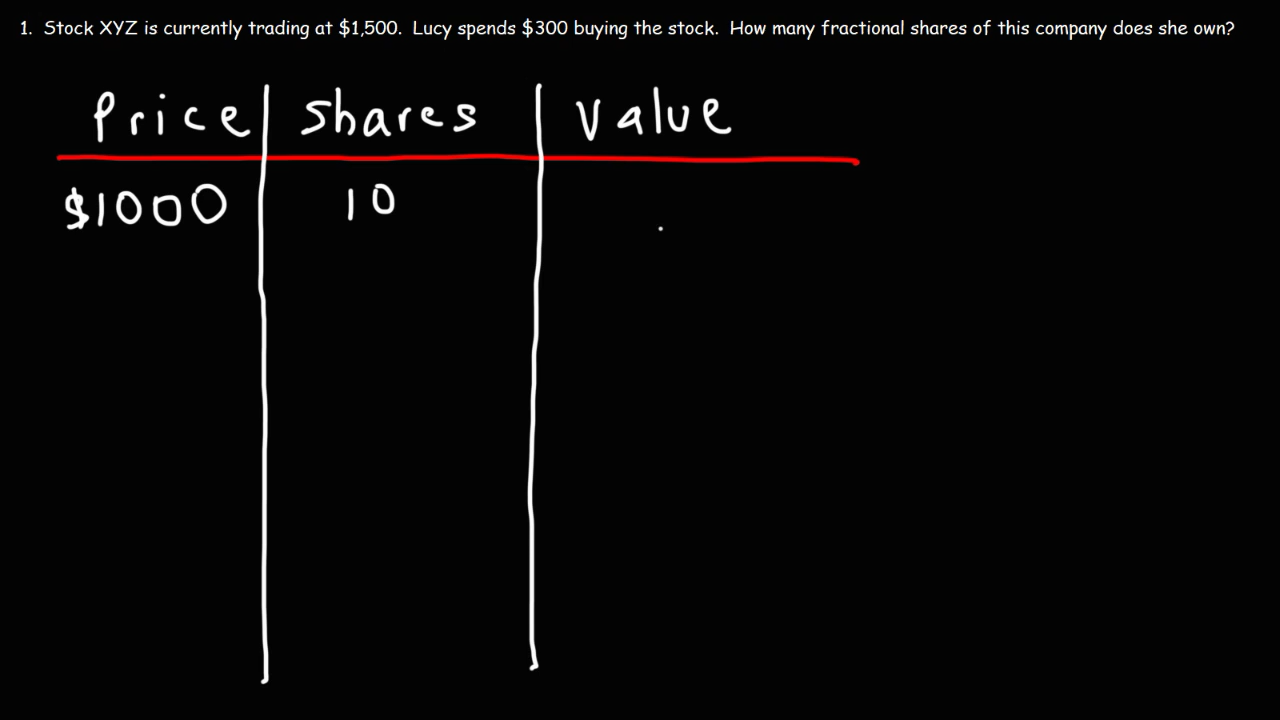 1. Stock XYZ is currently trading at $1,500. Lucy spends $300 buying the stock. How many fractional shares of this company does she own?
Price shares value
$1000 10